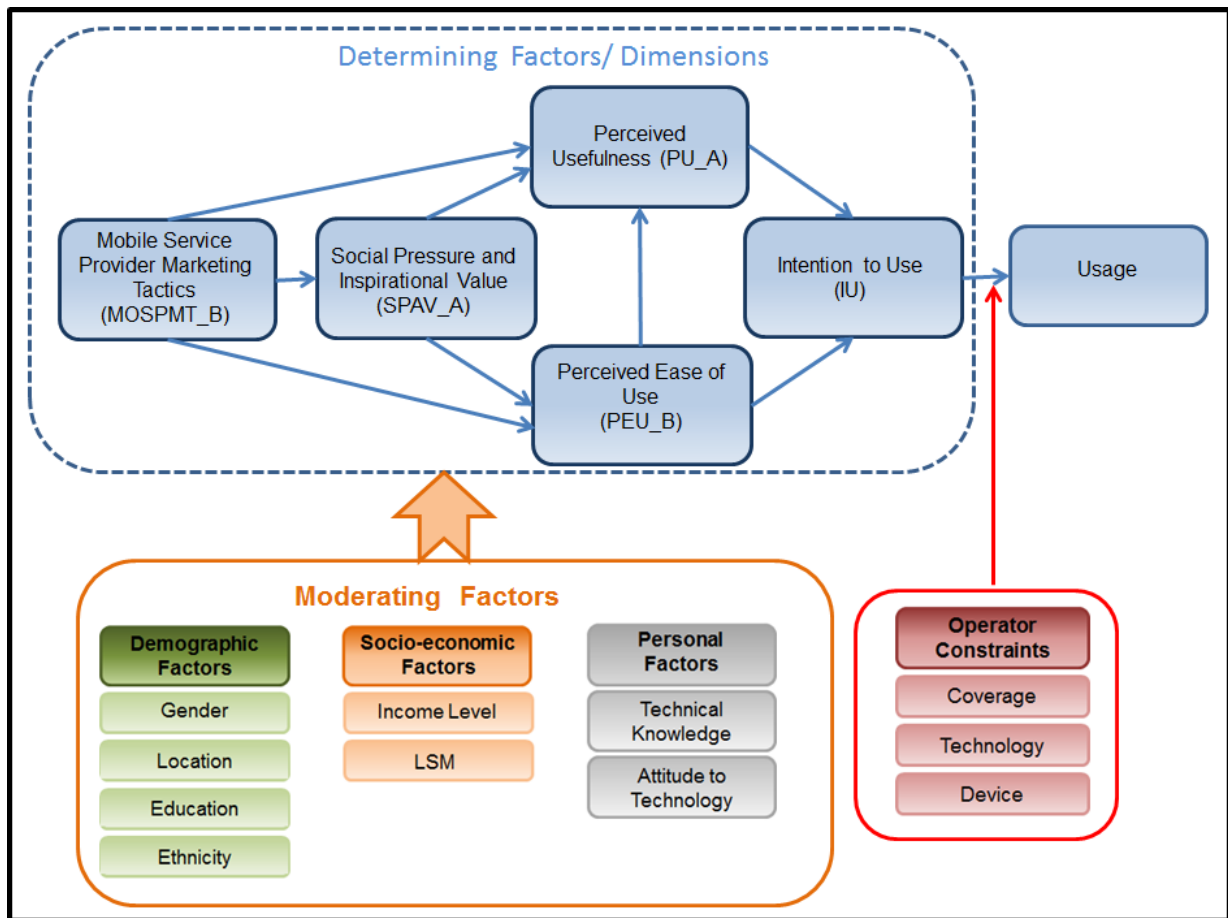 Determining Factors/ Dimensions
Perceived
Usefulness (PU_A)
Mobile Service
Provider Marketing
Tactics
(MOSPMT_B)
Social Pressure and
Inspirational Value
(SPAV_A)
Intention to Use
(IU)
Usage
Perceived Ease of
Use
(PEU_B)
Moderating Factors
Demographic
Factors
Gender
Location
Education
Ethnicity
Socio-economic
Factors
Income Level
LSM
Personal
Factors
Technical
Knowledge
Attitude to
Technology
Operator
Constraints
Coverage
Technology
Device